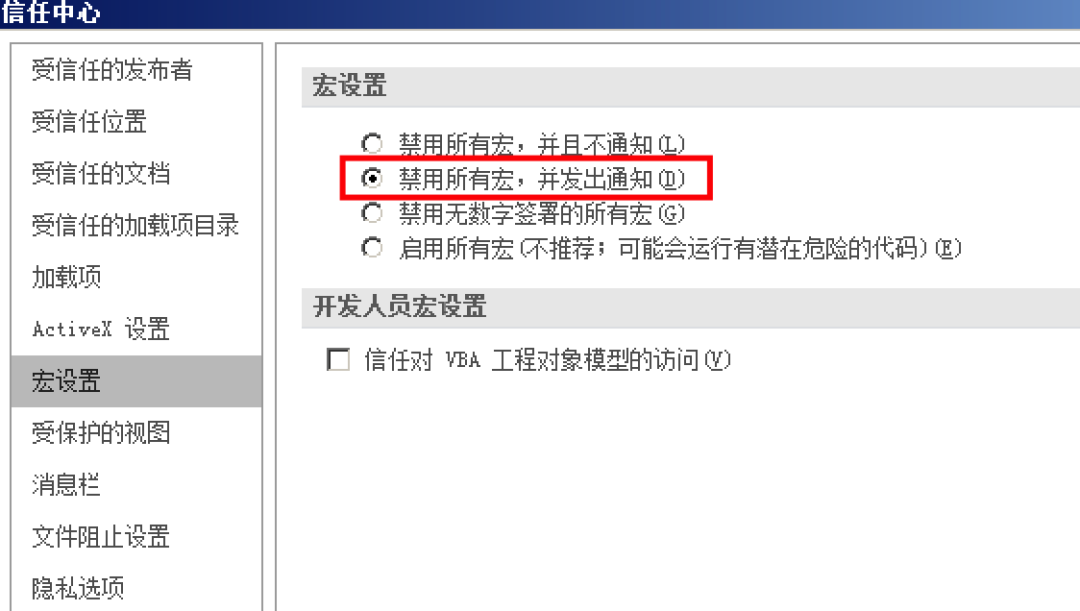 信任中心
受信任的发布者
受信任位置
受信任的文档
受信任的加载项目录
加载项
ActiveX 设置
宏设置
受保护的视图
消息栏
文件阻止设置
隐私选项
宏设置
禁用所有宏，并且不通知(L)
禁用所有宏，并发出通知(D)
禁用无数字签署的所有宏(G)
启用所有宏(不推荐；可能会运行有潜在危险的代码)(E)
开发人员宏设置
信任对 VBA 工程对象模型的访问(V)